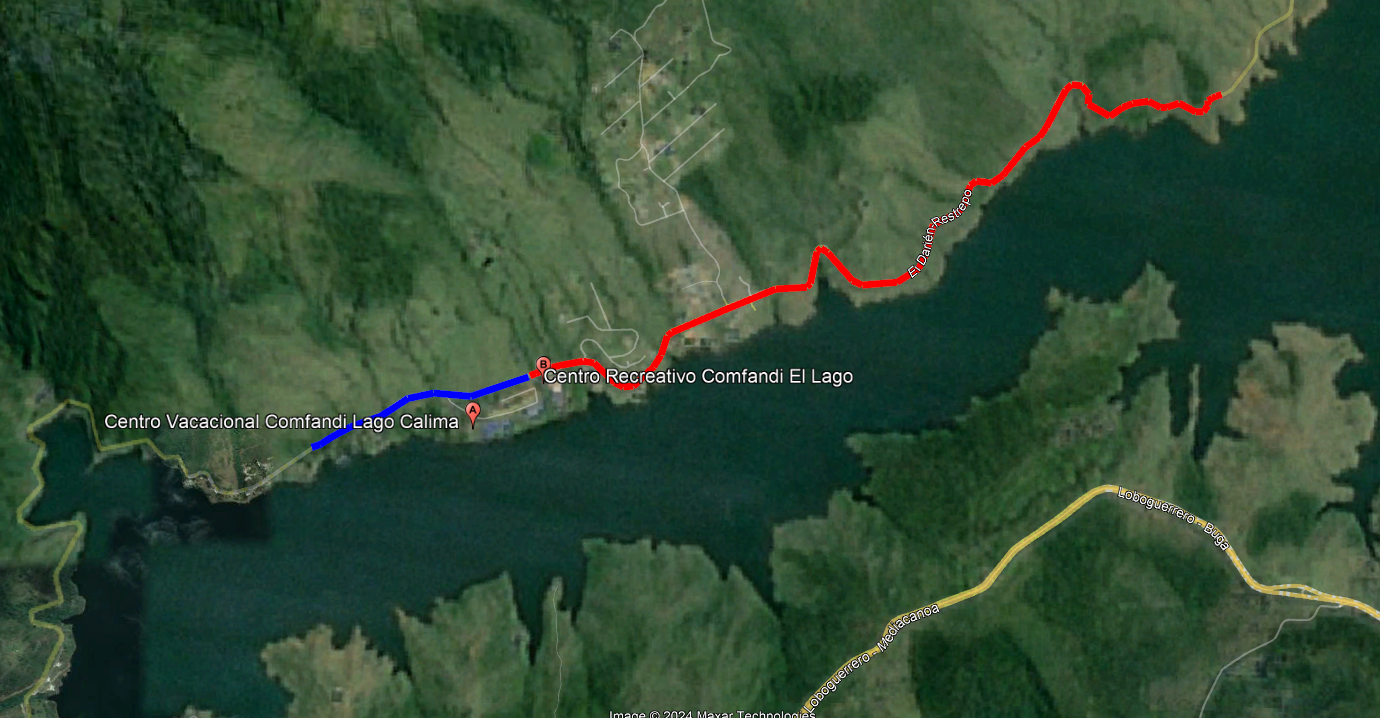 El Darién-Restrepo
B
Centro Recreativo Comfandi El Lago
A
Centro Vacacional Comfandi Lago Calima
Loboguerrero - Buga
Loboguerrero - Mediacanoa
Image © 2024 Maxar Technologies